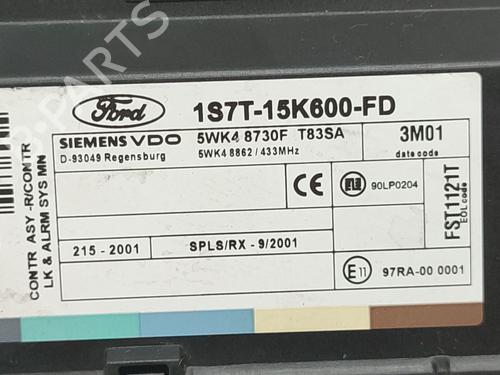 Ford
1S7T-15K600-FD
SIEMENS VDO
D-93049 Regensburg
5WK4 8730F T83SA
5WK4 8862 / 433MHz
3M01
date code
CE
90LP0204
FST1121T
EOL code
215 - 2001
SPLS/RX - 9/2001
E11
97RA-00 0001
CONTR ASY -R/CONTR
LK & ALRM SYS MN